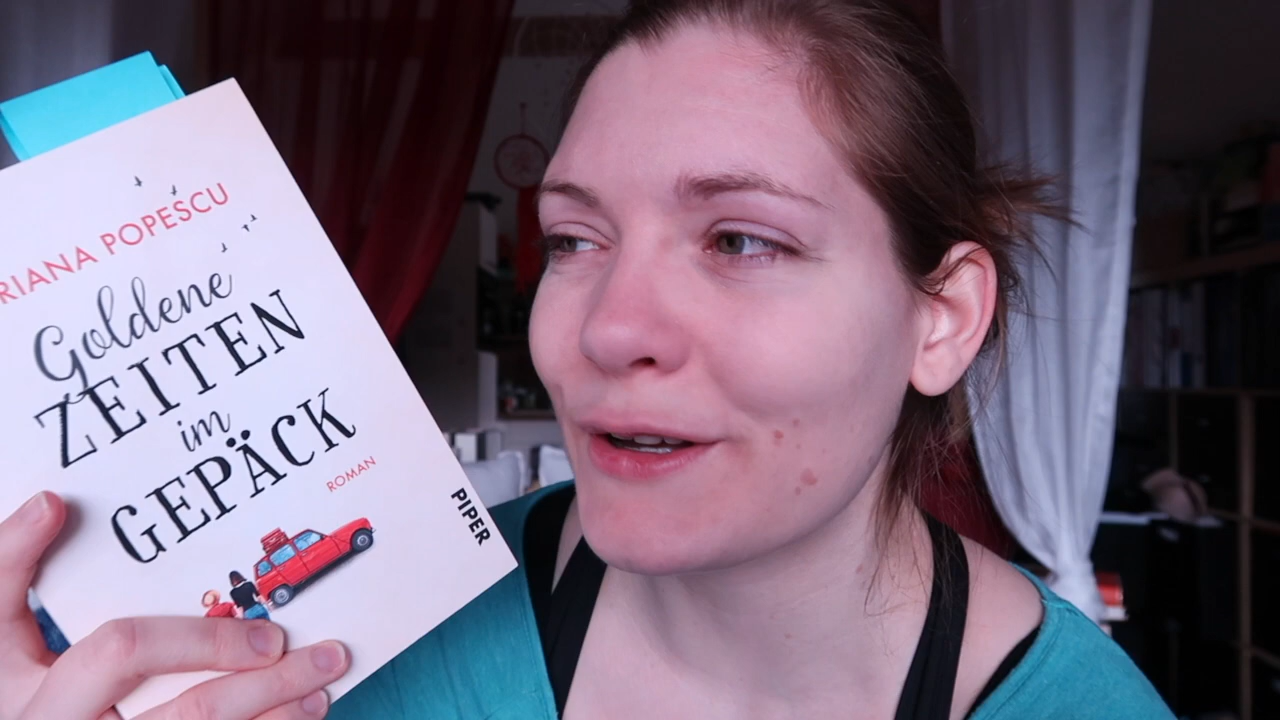 RIANA POPESCU
Goldene
ZEITEN
im
GEPÄCK
ROMAN
PIPER